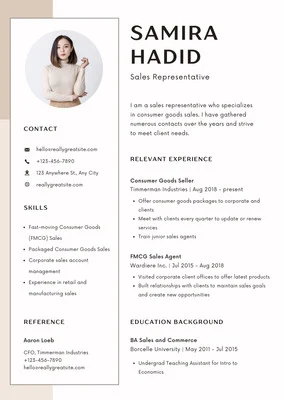 SAMIRA
HADID
Sales Representative
I am a sales representative who specializes
in consumer goods sales. I have gathered
numerous contacts over the years and strive
to meet client needs.
CONTACT
hello@reallygreatsite.com
+123-456-7890
123 Anywhere St., Any City
reallygreatsite.com
SKILLS
Fast-moving Consumer Goods
(FMCG) Sales
Packaged Consumer Goods Sales
Corporate sales account
management
Experience in retail and
manufacturing sales
REFERENCE
Aaron Loeb
CFO, Timmerman Industries
+123-456-7890
hello@reallygreatsite.com
RELEVANT EXPERIENCE
Consumer Goods Seller
Timmerman Industries | Aug 2018 - present
Offer consumer goods packages to corporate and
clients
Meet with clients every quarter to update or renew
services
Train junior sales agents
FMCG Sales Agent
Wardiere Inc. | Jul 2015 - Aug 2018
Visited corporate client offices to offer latest products
Built relationships with clients to maintain sales goals
and create new opportunities
EDUCATION BACKGROUND
BA Sales and Commerce
Borcelle University | May 2011 - Jul 2015
Undergrad Teaching Assistant for Intro to
Economics